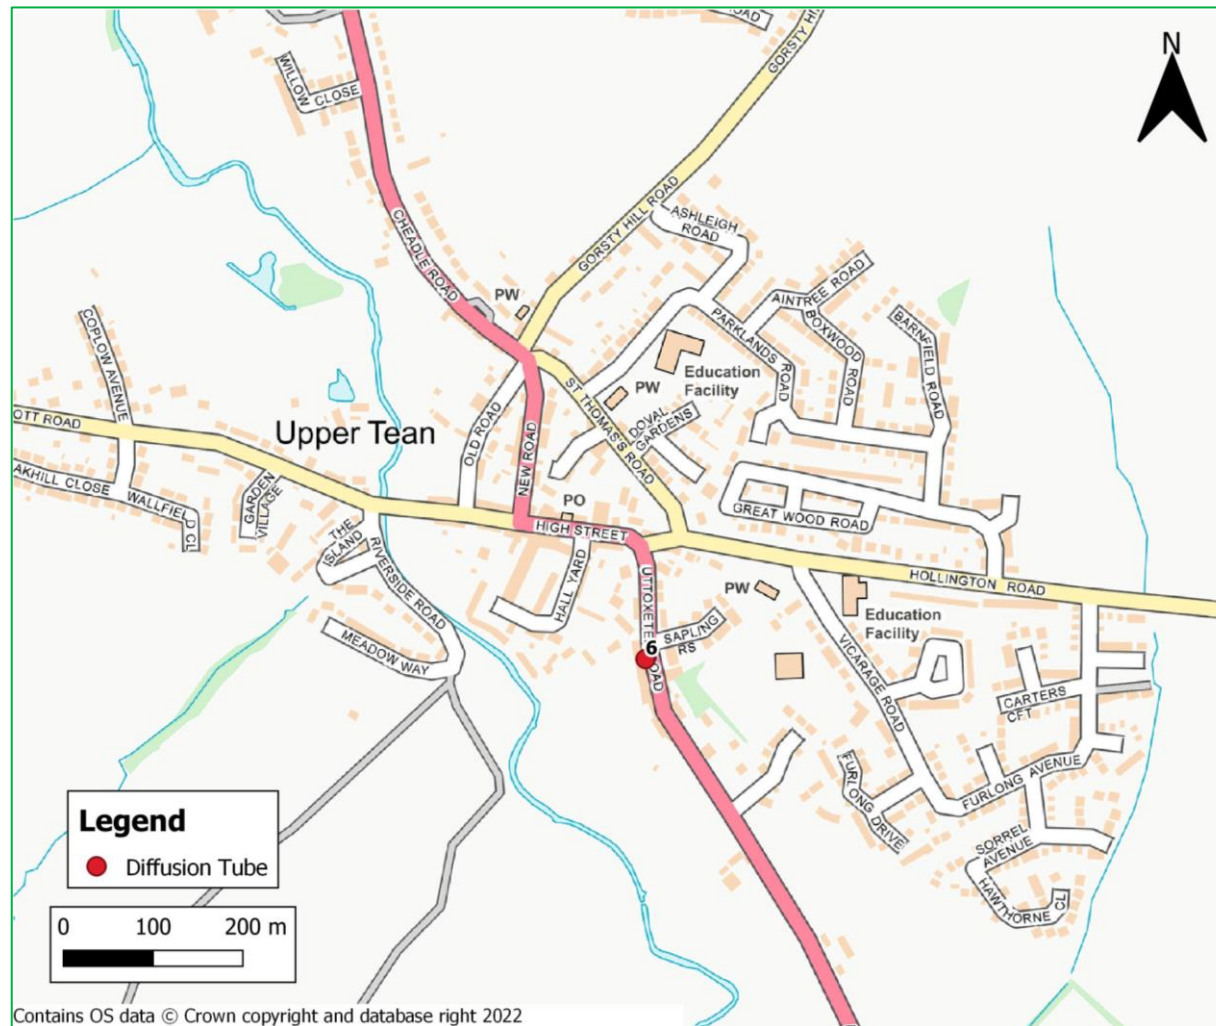 ROAD
GORSTY HI
N
WILLOW
CLOSE
CHEADLE ROAD
GORSTY HILL ROAD
ASHLEIGH
ROAD
PW
AINTREE ROAD
BOXWOOD
ROAD
PARKLANDS
ROAD
BARNFIELD ROAD
COPLOW AVENUE
Education
Facility
PW
ST THOMAS'S ROAD
DOVAL
GARDENS
OTT ROAD
Upper Tean
OLD ROAD
NEW ROAD
AKHILL CLOSE
WALLFIELD CL
GARDEN
VILLAGE
THE
ISLAND
RIVERSIDE ROAD
PO
HIGH STREET
GREAT WOOD ROAD
HALL YARD
HOLLINGTON ROAD
UTTOXETE
OAD
PW
Education
Facility
SAPLING
RS
6
MEADOW WAY
VICARAGE ROAD
CARTERS
CFT
FURLONG DRIVE
FURLONG AVENUE
SORREL
AVENUE
HAWTHORNE CL
Legend
Diffusion Tube
0 100 200 m
Contains OS data © Crown copyright and database right 2022